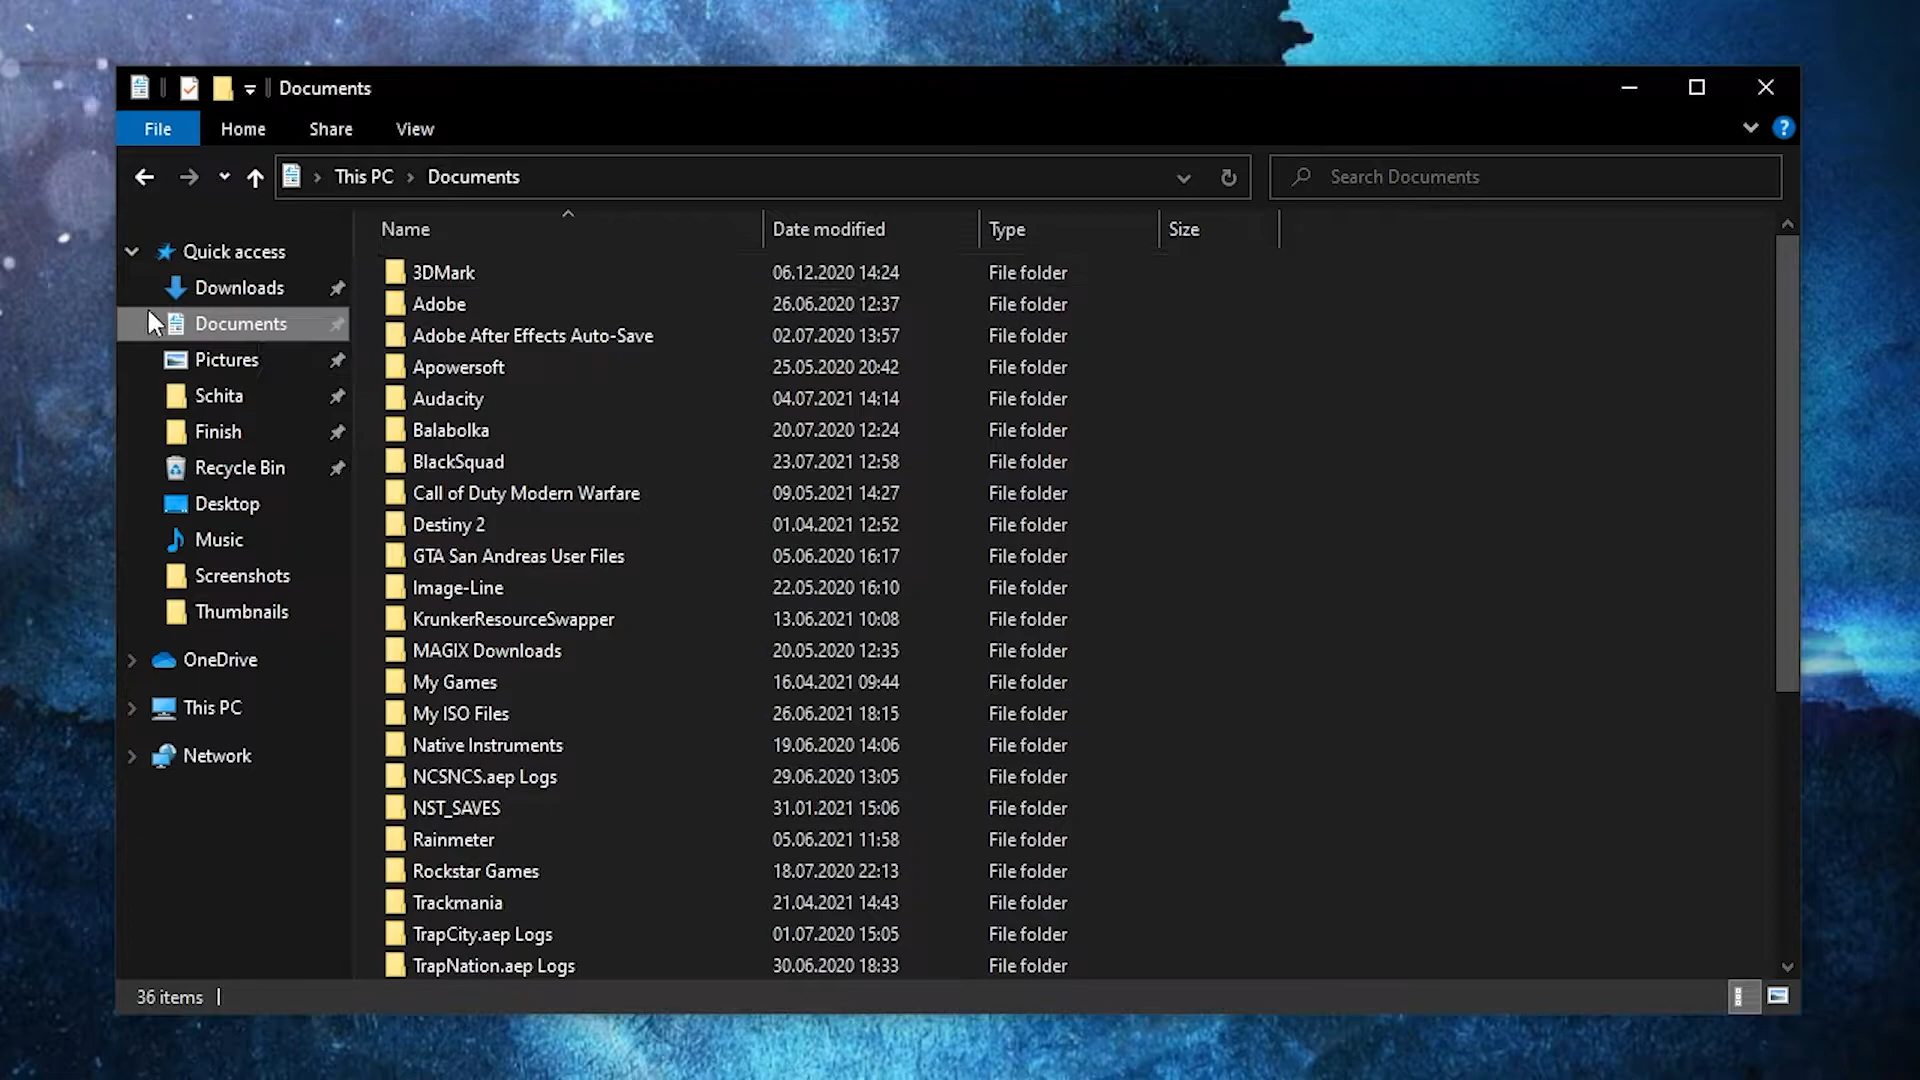 Documents
File Home Share View ?
This PC Documents
Search Documents
Name Date modified Type Size
Quick access
Downloads
Documents
Pictures
Schita
Finish
Recycle Bin
Desktop
Music
Screenshots
Thumbnails
OneDrive
This PC
Network
3DMark 06.12.2020 14:24 File folder
Adobe 26.06.2020 12:37 File folder
Adobe After Effects Auto-Save 02.07.2020 13:57 File folder
Apowersoft 25.05.2020 20:42 File folder
Audacity 04.07.2021 14:14 File folder
Balabolka 20.07.2020 12:24 File folder
BlackSquad 23.07.2021 12:58 File folder
Call of Duty Modern Warfare 09.05.2021 14:27 File folder
Destiny 2 01.04.2021 12:52 File folder
GTA San Andreas User Files 05.06.2020 16:17 File folder
Image-Line 22.05.2020 16:10 File folder
KrunkerResourceSwapper 13.06.2021 10:08 File folder
MAGIX Downloads 20.05.2020 12:35 File folder
My Games 16.04.2021 09:44 File folder
My ISO Files 26.06.2021 18:15 File folder
Native Instruments 19.06.2020 14:06 File folder
NCSNCS.aep Logs 29.06.2020 13:05 File folder
NST_SAVES 31.01.2021 15:06 File folder
Rainmeter 05.06.2021 11:58 File folder
Rockstar Games 18.07.2020 22:13 File folder
Trackmania 21.04.2021 14:43 File folder
TrapCity.aep Logs 01.07.2020 15:05 File folder
TrapNation.aep Logs 30.06.2020 18:33 File folder
36 items